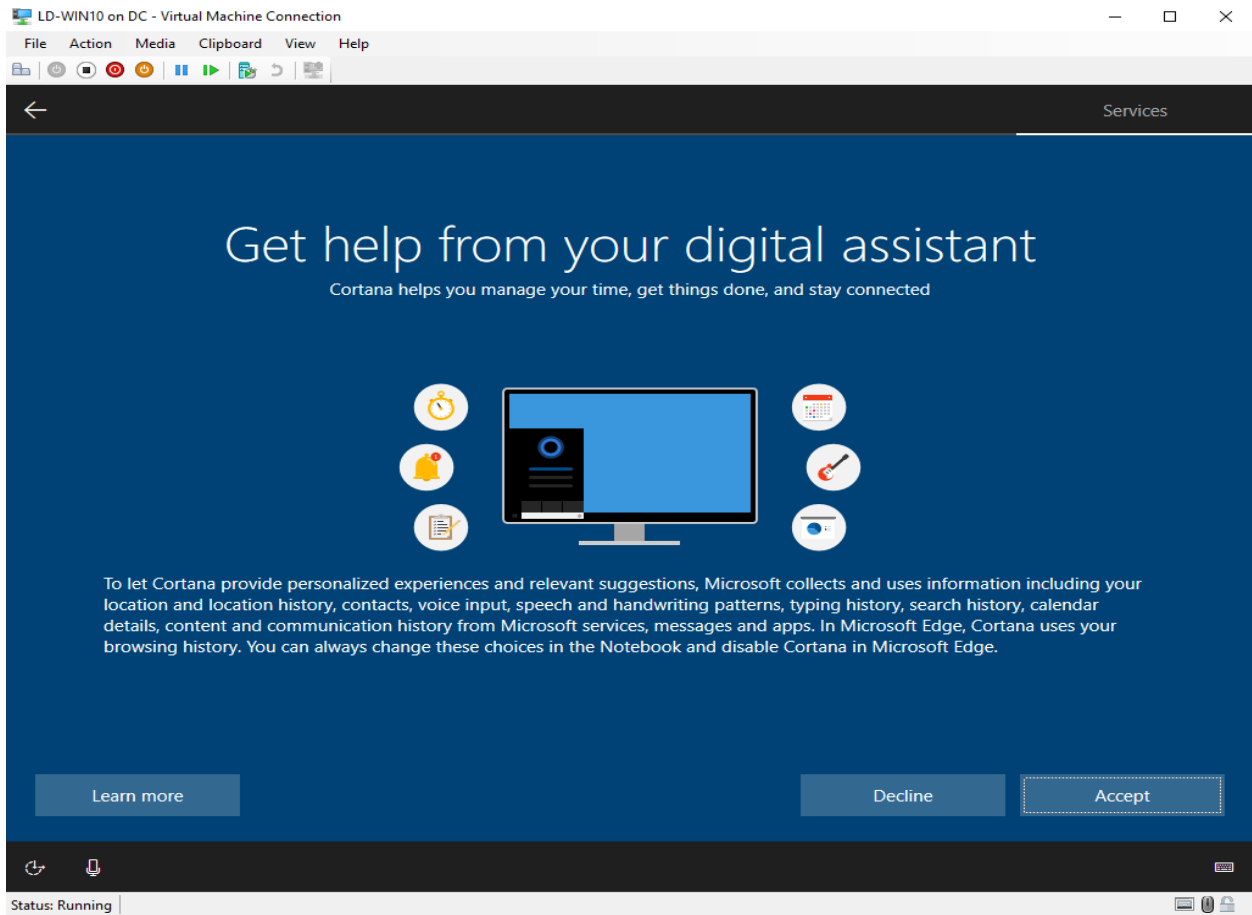 LD-WIN10 on DC - Virtual Machine Connection
File Action Media Clipboard View Help
Services
Get help from your digital assistant
Cortana helps you manage your time, get things done, and stay connected
To let Cortana provide personalized experiences and relevant suggestions, Microsoft collects and uses information including your
location and location history, contacts, voice input, speech and handwriting patterns, typing history, search history, calendar
details, content and communication history from Microsoft services, messages and apps. In Microsoft Edge, Cortana uses your
browsing history. You can always change these choices in the Notebook and disable Cortana in Microsoft Edge.
Learn more Decline Accept
Status: Running